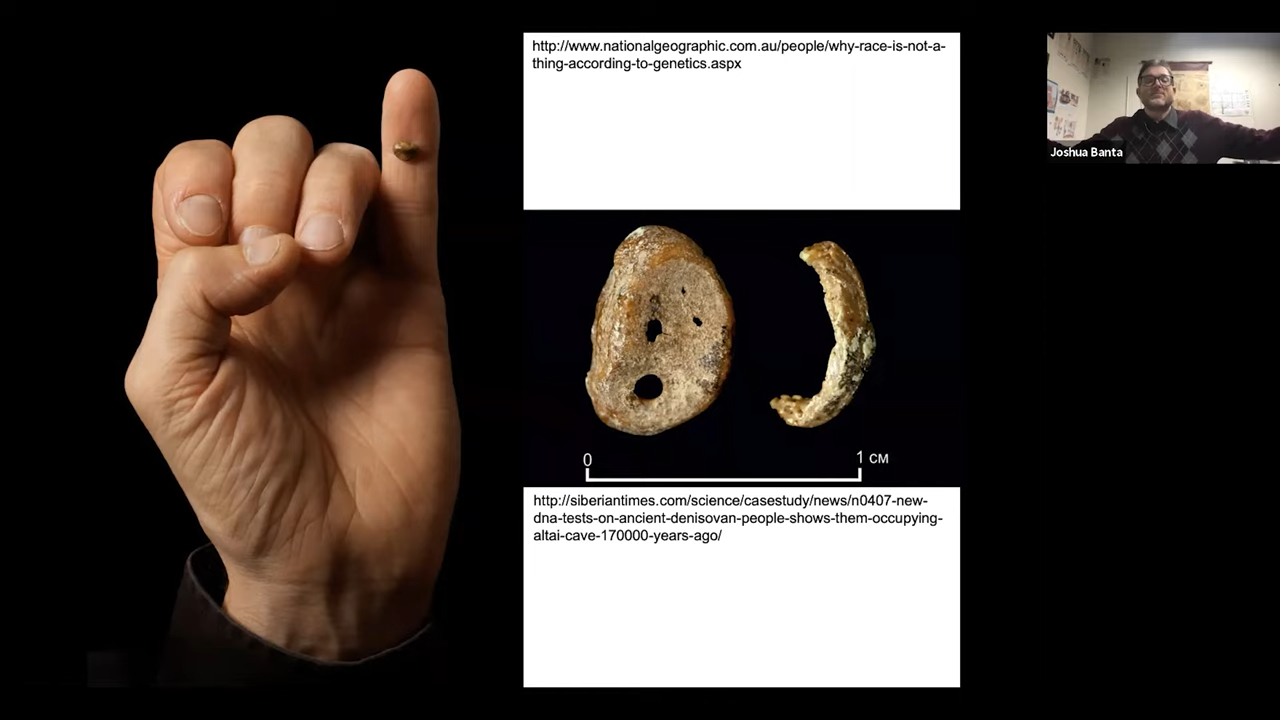 http://www.nationalgeographic.com.au/people/why-race-is-not-a-
thing-according-to-genetics.aspx
Joshua Banta
0
1 CM
http://siberiantimes.com/science/casestudy/news/n0407-new-
dna-tests-on-ancient-denisovan-people-shows-them-occupying-
altai-cave-170000-years-ago/